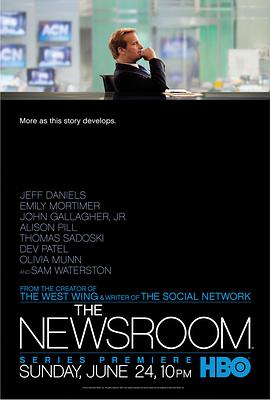 ACN
ACN
More as this story develops.
JEFF DANIELS
EMILY MORTIMER
JOHN GALLAGHER, JR.
ALISON PILL
THOMAS SADOSKI
DEV PATEL
OLIVIA MUNN
AND SAM WATERSTON
FROM THE CREATOR OF
THE WEST WING & WRITER OF THE SOCIAL NETWORK
THE
NEWSROOM
SERIES PREMIERE
SUNDAY, JUNE 24, 10PM HBO